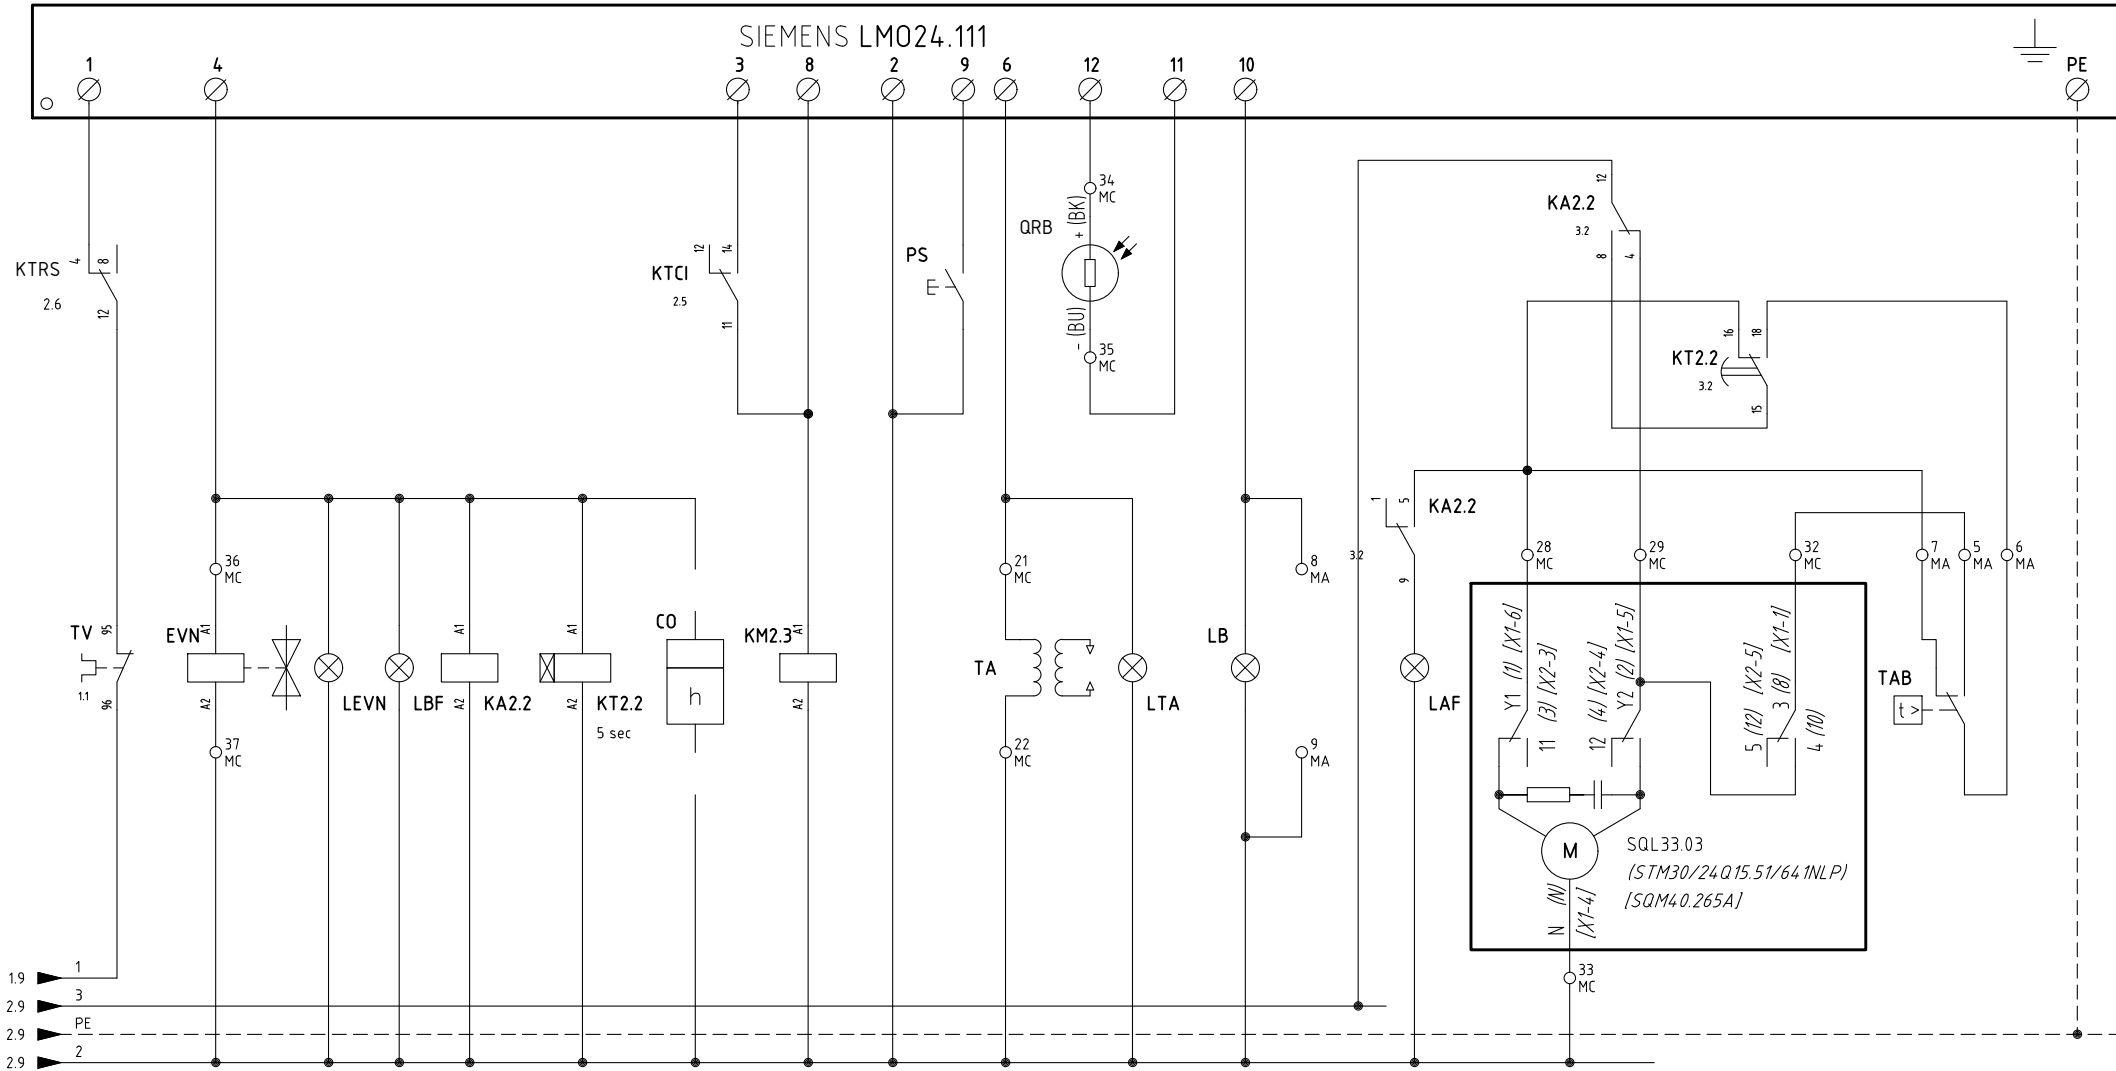 SIEMENS LMO24.111
1
4
3
8
2
9
6
12
11
10
PE
34
MC
+ (BK)
QRB
- (BU)
35
MC
12
KA2.2
3.2
8
4
KTRS
4
8
2.6
12
KTCI
12
14
2.5
11
PS
16
18
KT2.2
3.2
15
1
5
KA2.2
3.2
9
36
MC
21
MC
8
MA
28
MC
29
MC
32
MC
7
MA
5
MA
6
MA
TV
95
1.1
96
EVN
A1
A2
37
MC
LEVN
LBF
A1
KA2.2
A2
A1
KT2.2
A2
5 sec
CO
h
KM2.3
A1
A2
TA
22
MC
LTA
LB
9
MA
LAF
Y1 (1) [X1-6]
11 (3) [X2-3]
12 (4) [X2-4]
Y2 (2) [X1-5]
5 (12) [X2-5]
3 (8) [X1-1]
4 (10)
TAB
t >
M
SQL33.03
(STM30/24Q15.51/641NLP)
[SQM40.265A]
N (N)
[X1-4]
33
MC
1.9
1
2.9
3
2.9
PE
2.9
2